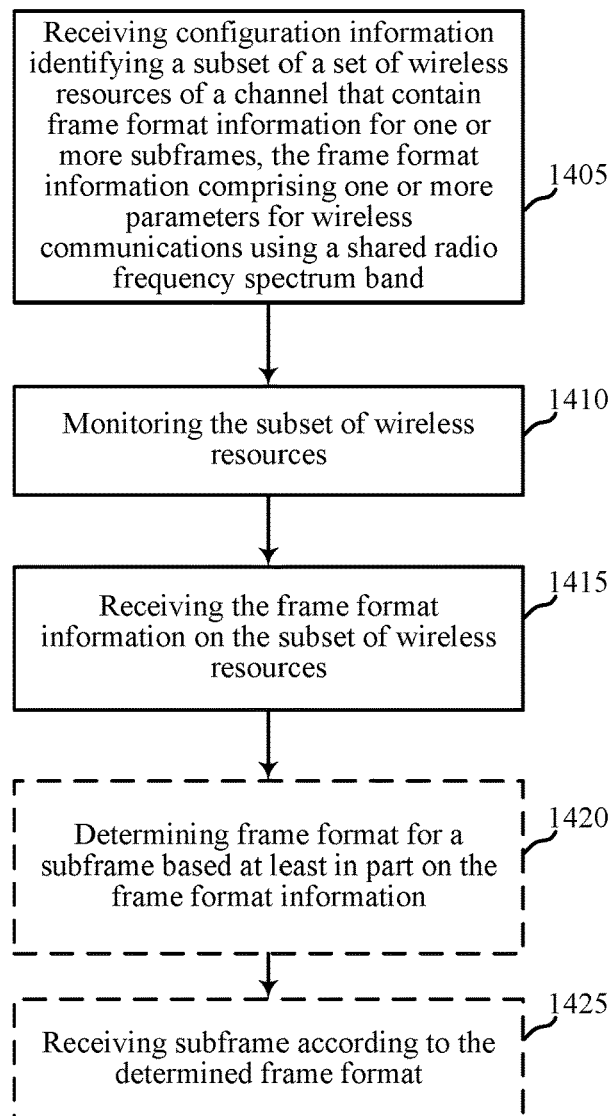 Receiving configuration information
identifying a subset of a set of wireless
resources of a channel that contain
frame format information for one or
more subframes, the frame format
information comprising one or more
parameters for wireless
communications using a shared radio
frequency spectrum band
1405
Monitoring the subset of wireless
resources
1410
Receiving the frame format
information on the subset of wireless
resources
1415
Determining frame format for a
subframe based at least in part on the
frame format information
1420
Receiving subframe according to the
determined frame format
1425